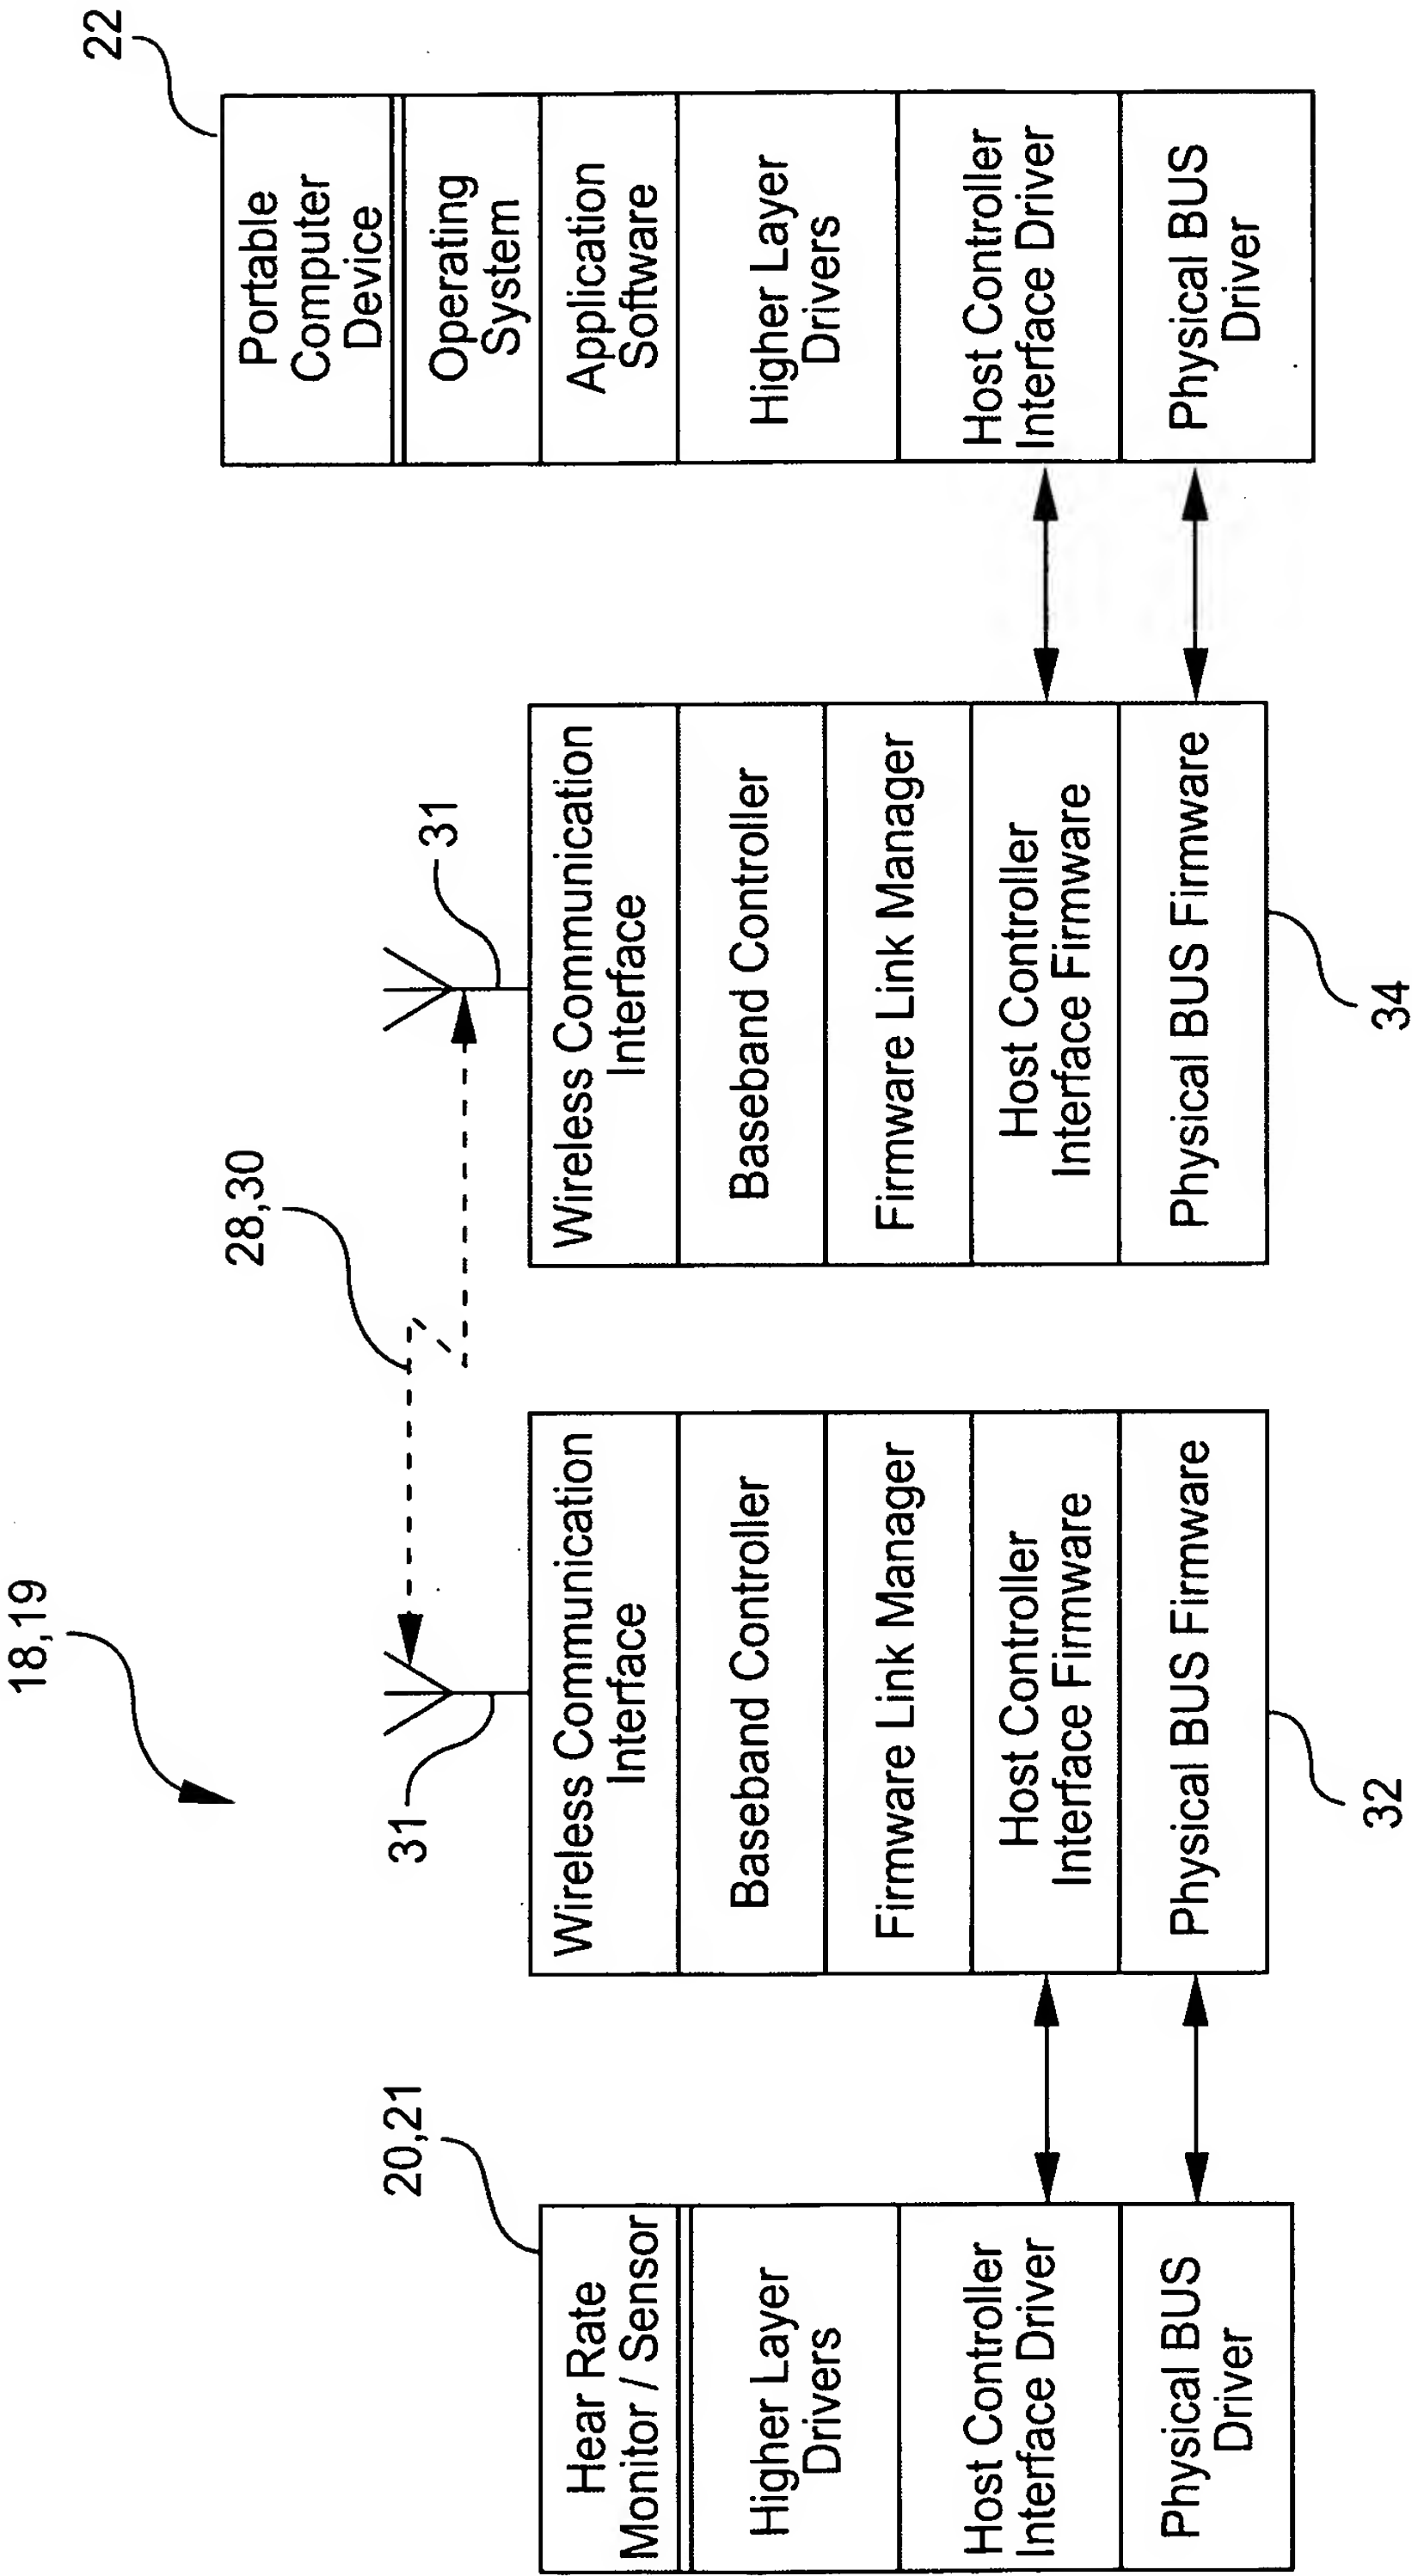 18,19
20,21
Hear Rate
Monitor / Sensor
Higher Layer
Drivers
Host Controller
Interface Driver
Physical BUS
Driver
31
Wireless Communication
Interface
Baseband Controller
Firmware Link Manager
Host Controller
Interface Firmware
Physical BUS Firmware
32
28,30
31
Wireless Communication
Interface
Baseband Controller
Firmware Link Manager
Host Controller
Interface Firmware
Physical BUS Firmware
34
22
Portable
Computer
Device
Operating
System
Application
Software
Higher Layer
Drivers
Host Controller
Interface Driver
Physical BUS
Driver